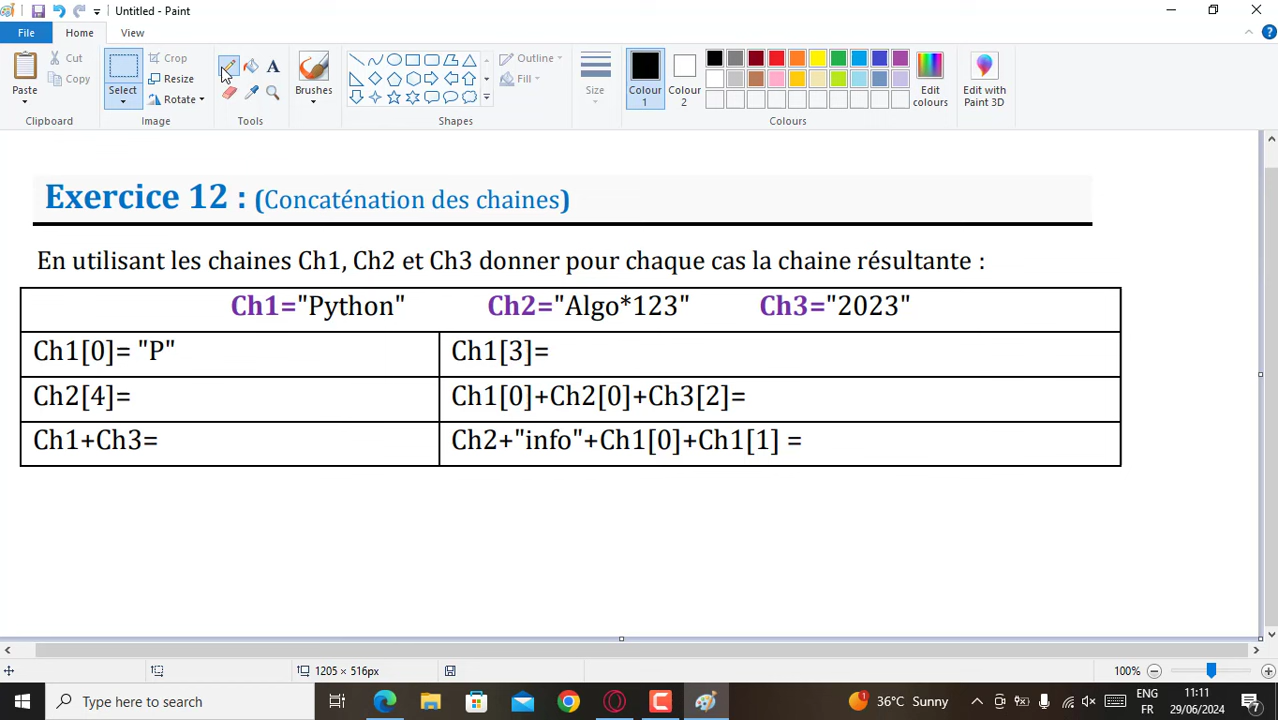 Untitled - Paint
File Home View
Paste
Cut
Copy
Clipboard
Select
Crop
Resize
Rotate
Image
A
Tools
Brushes
Shapes
Outline
Fill
Size
Colour 1
Colour 2
Edit colours
Colours
Edit with Paint 3D
Exercice 12 : (Concaténation des chaines)
En utilisant les chaines Ch1, Ch2 et Ch3 donner pour chaque cas la chaine résultante :
Ch1="Python" Ch2="Algo*123" Ch3="2023"
Ch1[0]= "P" Ch1[3]=
Ch2[4]= Ch1[0]+Ch2[0]+Ch3[2]=
Ch1+Ch3= Ch2+"info"+Ch1[0]+Ch1[1] =
1205 × 516px 100%
Type here to search 36°C Sunny ENG FR 11:11 29/06/2024 7